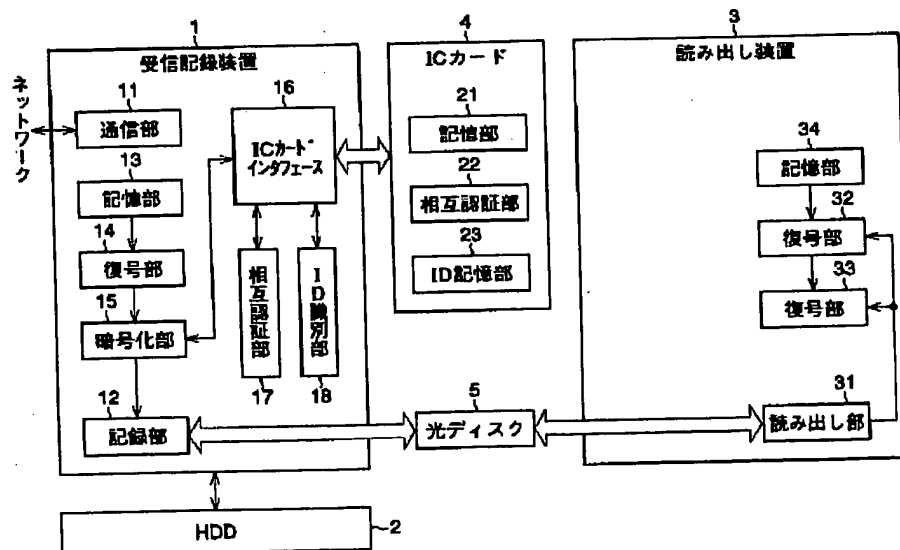 1
受信記録装置
ネットワーク
11
通信部
13
記憶部
14
復号部
15
暗号化部
12
記録部
16
ICカード
インタフェース
相互認証部
17
ID識別部
18
HDD
2
4
ICカード
21
記憶部
22
相互認証部
23
ID記憶部
5
光ディスク
3
読み出し装置
34
記憶部
32
復号部
33
復号部
31
読み出し部